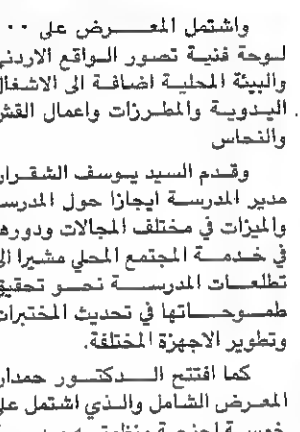 واشتمل المعرض على ٠٠
لوحة فنية تصور الواقع الاردني
والبيئة المحلية اضافة الى الاشغال
اليدوية والمطرزات واعمال القش
والنحاس
وقدم السيد يوسف الشقران
مدير المدرسة ايجازا حول المدرسة
والميزات في مختلف المجالات ودورها
في خدمة المجتمع المحلي مشيرا الى
تطلعات المدرسة نحو تحقيق
طموحاتها في تحديث المختبرات
وتطوير الاجهزة المختلفة.
كما افتتح الدكتور حمدان
المعرض الشامل والذي اشتمل على
خمسة اجنحة